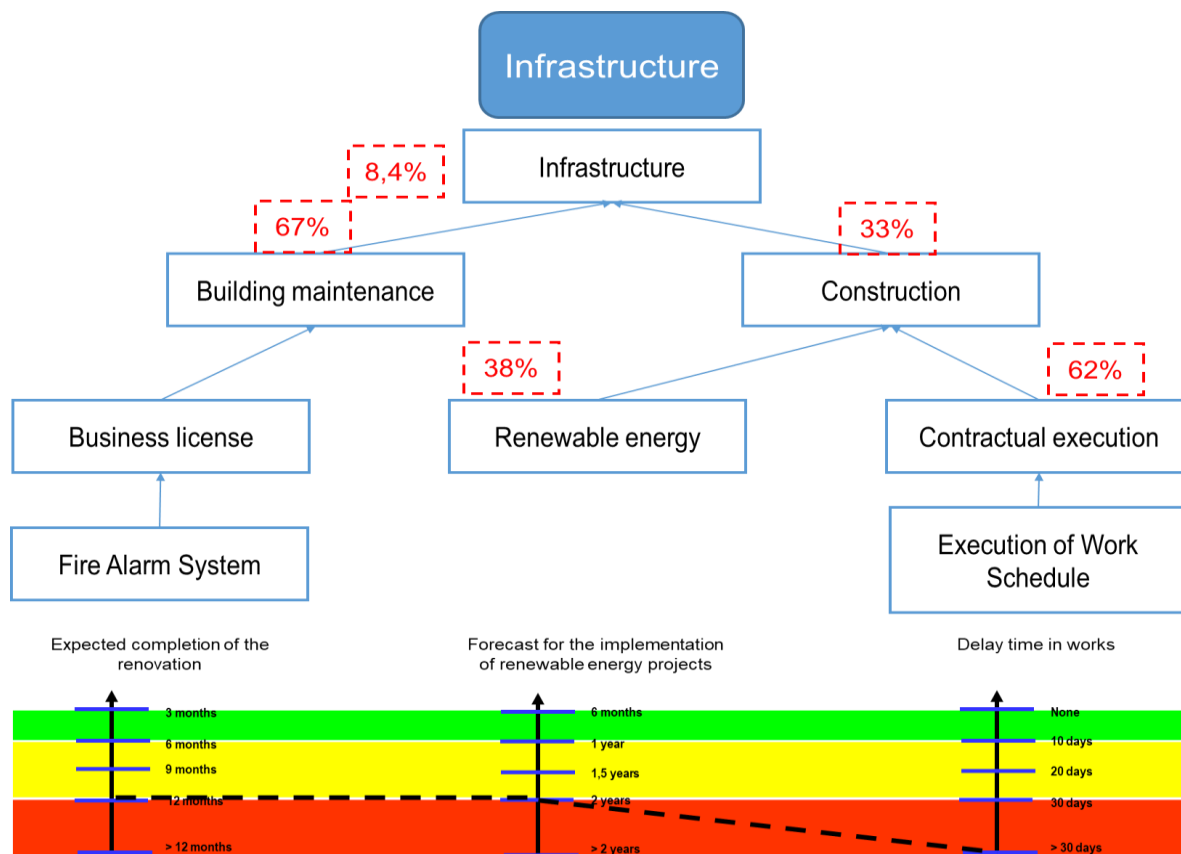 Infrastructure
Infrastructure
8,4%
67%
33%
Building maintenance
Construction
38%
62%
Business license
Renewable energy
Contractual execution
Fire Alarm System
Execution of Work
Schedule
Expected completion of the
renovation
Forecast for the implementation
of renewable energy projects
Delay time in works
3 months
6 months
9 months
12 months
> 12 months
6 months
1 year
1,5 years
2 years
> 2 years
None
10 days
20 days
30 days
> 30 days